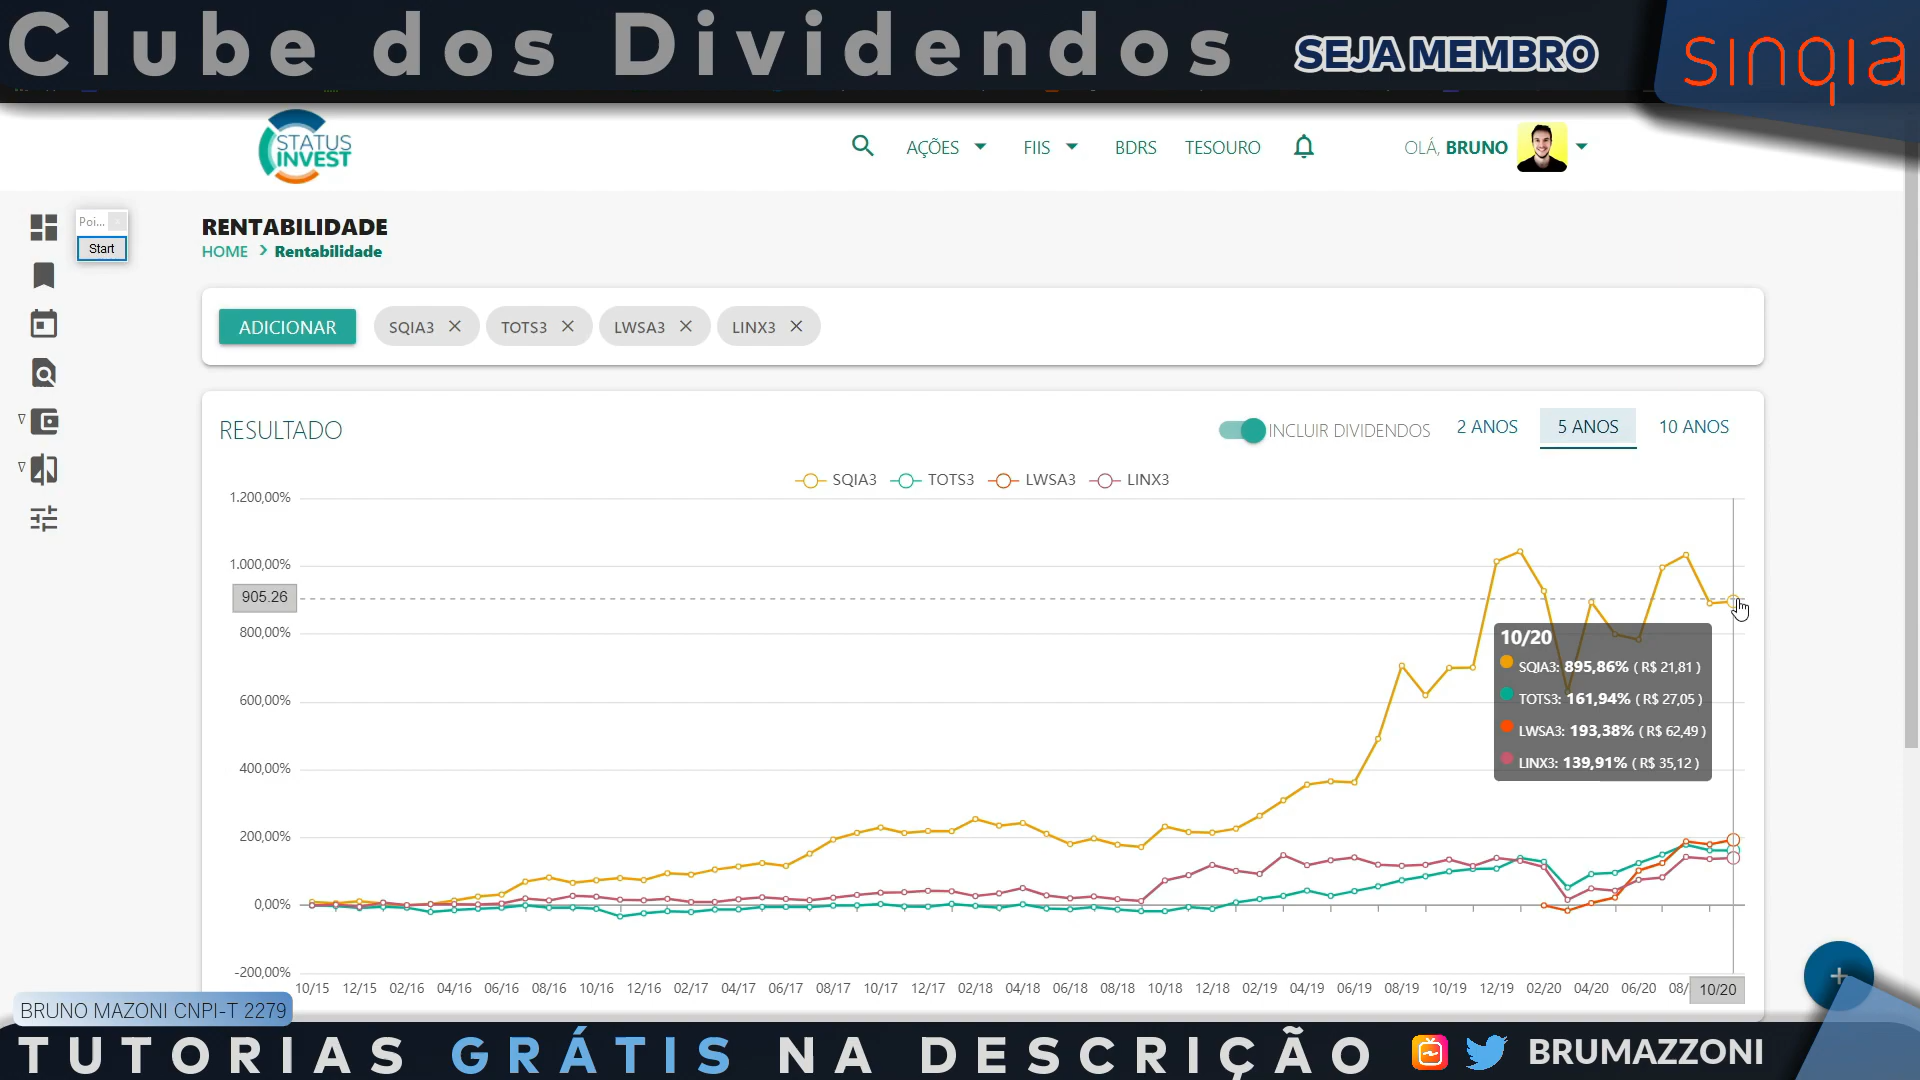 Clube dos Dividendos
SEJA MEMBRO
sinqia
STATUS
INVEST
AÇÕES
FIIS
BDRS
TESOURO
OLÁ, BRUNO
Poi...
Start
RENTABILIDADE
HOME > Rentabilidade
ADICIONAR
SQIA3 ×
TOTS3 ×
LWSA3 ×
LINX3 ×
RESULTADO
INCLUIR DIVIDENDOS
2 ANOS
5 ANOS
10 ANOS
SQIA3 TOTS3 LWSA3 LINX3
1.200,00%
1.000,00%
905.26
800,00%
600,00%
400,00%
200,00%
0,00%
-200,00%
10/20
SQIA3: 895,86% ( R$ 21,81 )
TOTS3: 161,94% ( R$ 27,05 )
LWSA3: 193,38% ( R$ 62,49 )
LINX3: 139,91% ( R$ 35,12 )
10/15 12/15 02/16 04/16 06/16 08/16 10/16 12/16 02/17 04/17 06/17 08/17 10/17 12/17 02/18 04/18 06/18 08/18 10/18 12/18 02/19 04/19 06/19 08/19 10/19 12/19 02/20 04/20 06/20 08/ 10/20
+
BRUNO MAZONI CNPI-T 2279
TUTORIAS GRÁTIS NA DESCRIÇÃO
BRUMAZZONI